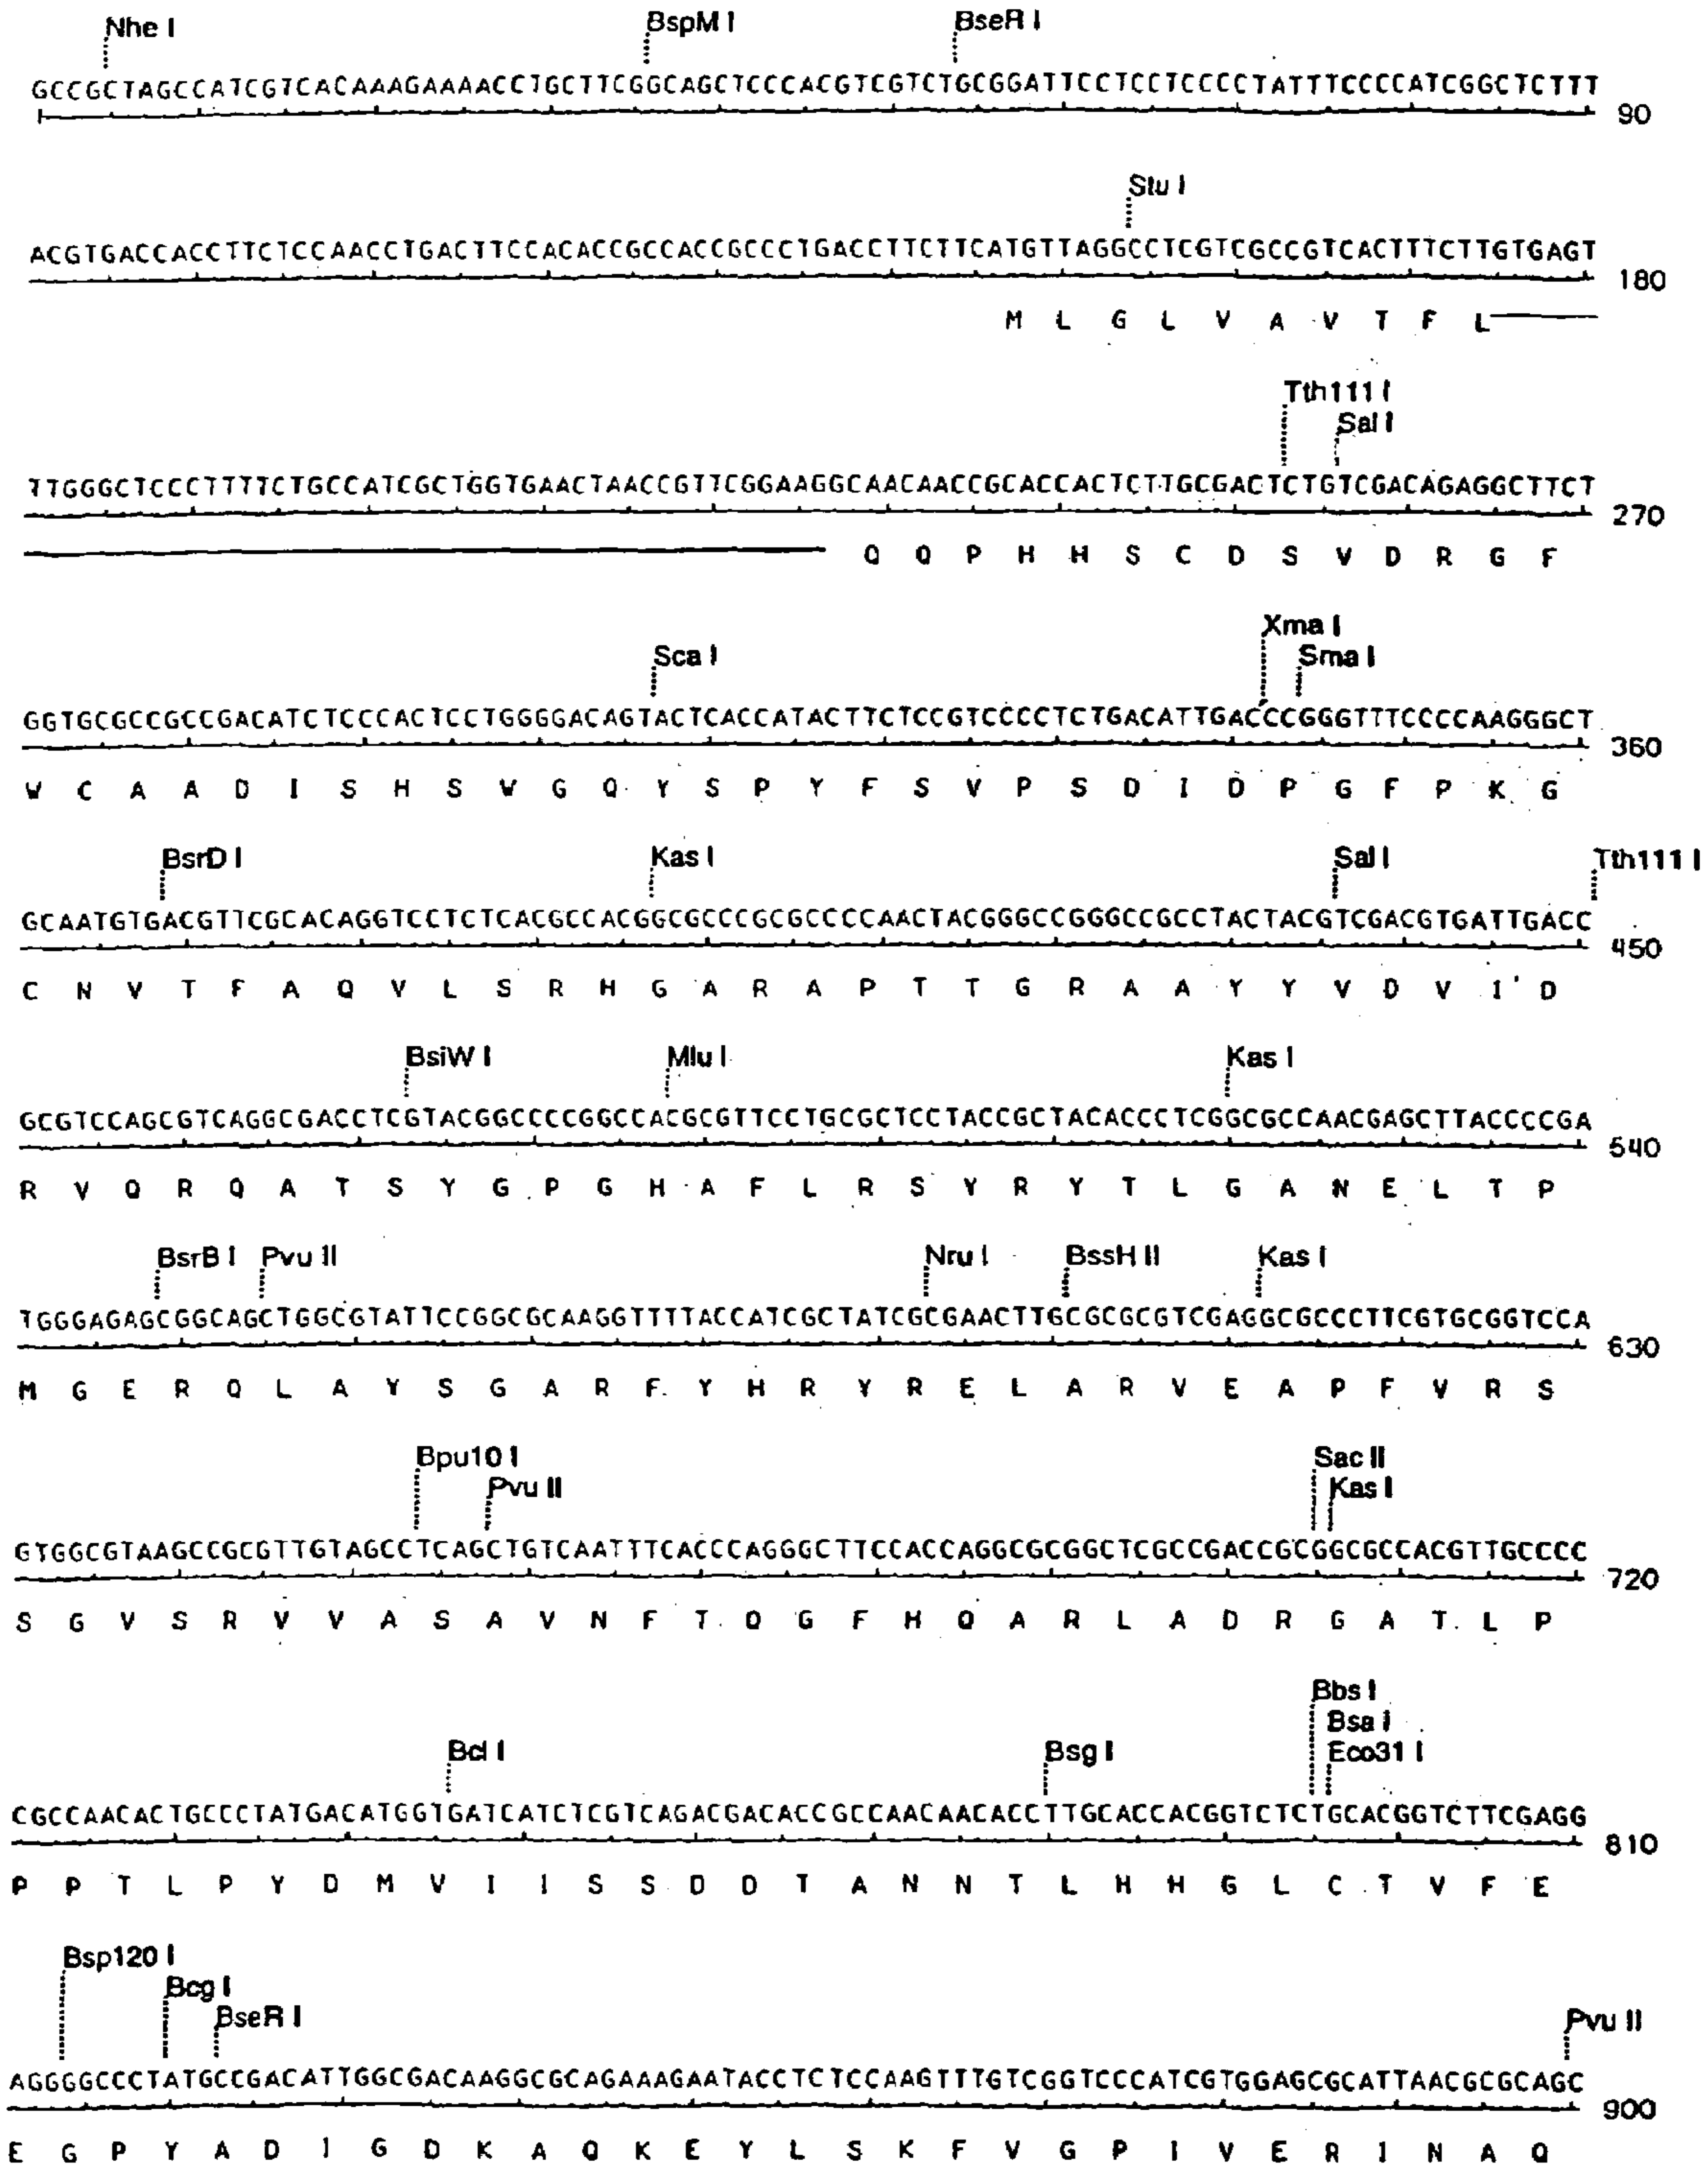 Nhe I BspM I BseR I
GCCGCTAGCCATCGTCACAAAGAAAACCTGCTTCGGCAGCTCCCACGTCGTCTGCGGATTCCTCCTCCCCTATTTCCCCATCGGCTCTTT
90
Stu I
ACGTGACCACCTTCTCCAACCTGACTTCCACACCGCCACCGCCCTGACCTTCTTCATGTTAGGCCTCGTCGCCGTCACTTTCTTGTGAGT
180
M L G L V A V T F L
Tth111 I
Sal I
TTGGGCTCCCTTTTCTGCCATCGCTGGTGAACTAACCGTTCGGAAGGCAACAACCGCACCACTCTTGCGACTCTGTCGACAGAGGCTTCT
270
Q Q P H H S C D S V D R G F
Xma I
Sca I Sma I
GGTGCGCCGCCGACATCTCCCACTCCTGGGGACAGTACTCACCATACTTCTCCGTCCCCTCTGACATTGACCCGGGTTTCCCCAAGGGCT
360
W C A A D I S H S W G Q Y S P Y F S V P S D I D P G F P K G
BsrD I Kas I Sal I Tth111 I
GCAATGTGACGTTCGCACAGGTCCTCTCACGCCACGGCGCCCGCGCCCCAACTACGGGCCGGGCCGCCTACTACGTCGACGTGATTGACC
450
C N V T F A Q V L S R H G A R A P T T G R A A Y Y V D V I D
BsiW I Mlu I Kas I
GCGTCCAGCGTCAGGCGACCTCGTACGGCCCCGGCCACGCGTTCCTGCGCTCCTACCGCTACACCCTCGGCGCCAACGAGCTTACCCCGA
540
R V Q R Q A T S Y G P G H A F L R S Y R Y T L G A N E L T P
BsrB I Pvu II Nru I BssH II Kas I
TGGGAGAGCGGCAGCTGGCGTATTCCGGCGCAAGGTTTTACCATCGCTATCGCGAACTTGCGCGCGTCGAGGCGCCCTTCGTGCGGTCCA
630
M G E R Q L A Y S G A R F Y H R Y R E L A R V E A P F V R S
Bpu10 I Sac II
Pvu II Kas I
GTGGCGTAAGCCGCGTTGTAGCCTCAGCTGTCAATTTCACCCAGGGCTTCCACCAGGCGCGGCTCGCCGACCGCGGCGCCACGTTGCCCC
720
S G V S R V V A S A V N F T Q G F H Q A R L A D R G A T L P
Bbs I
Bsa I
Bcl I Bsg I Eco31 I
CGCCAACACTGCCCTATGACATGGTGATCATCTCGTCAGACGACACCGCCAACAACACCTTGCACCACGGTCTCTGCACGGTCTTCGAGG
810
P P T L P Y D M V I I S S D D T A N N T L H H G L C T V F E
Bsp120 I
Bcg I
BseR I Pvu II
AGGGGCCCTATGCCGACATTGGCGACAAGGCGCAGAAAGAATACCTCTCCAAGTTTGTCGGTCCCATCGTGGAGCGCATTAACGCGCAGC
900
E G P Y A D I G D K A Q K E Y L S K F V G P I V E R I N A Q